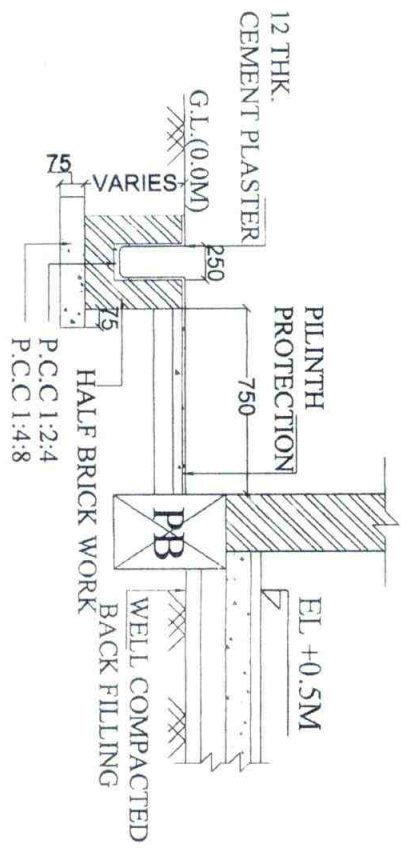 12 THK.
CEMENT PLASTER
G.L.(0.0M)
250
VARIES
75
75
PILINTH
PROTECTION
750
PB
EL +0.5M
HALF BRICK WORK
P.C.C 1:2:4
P.C.C 1:4:8
WELL COMPACTED
BACK FILLING